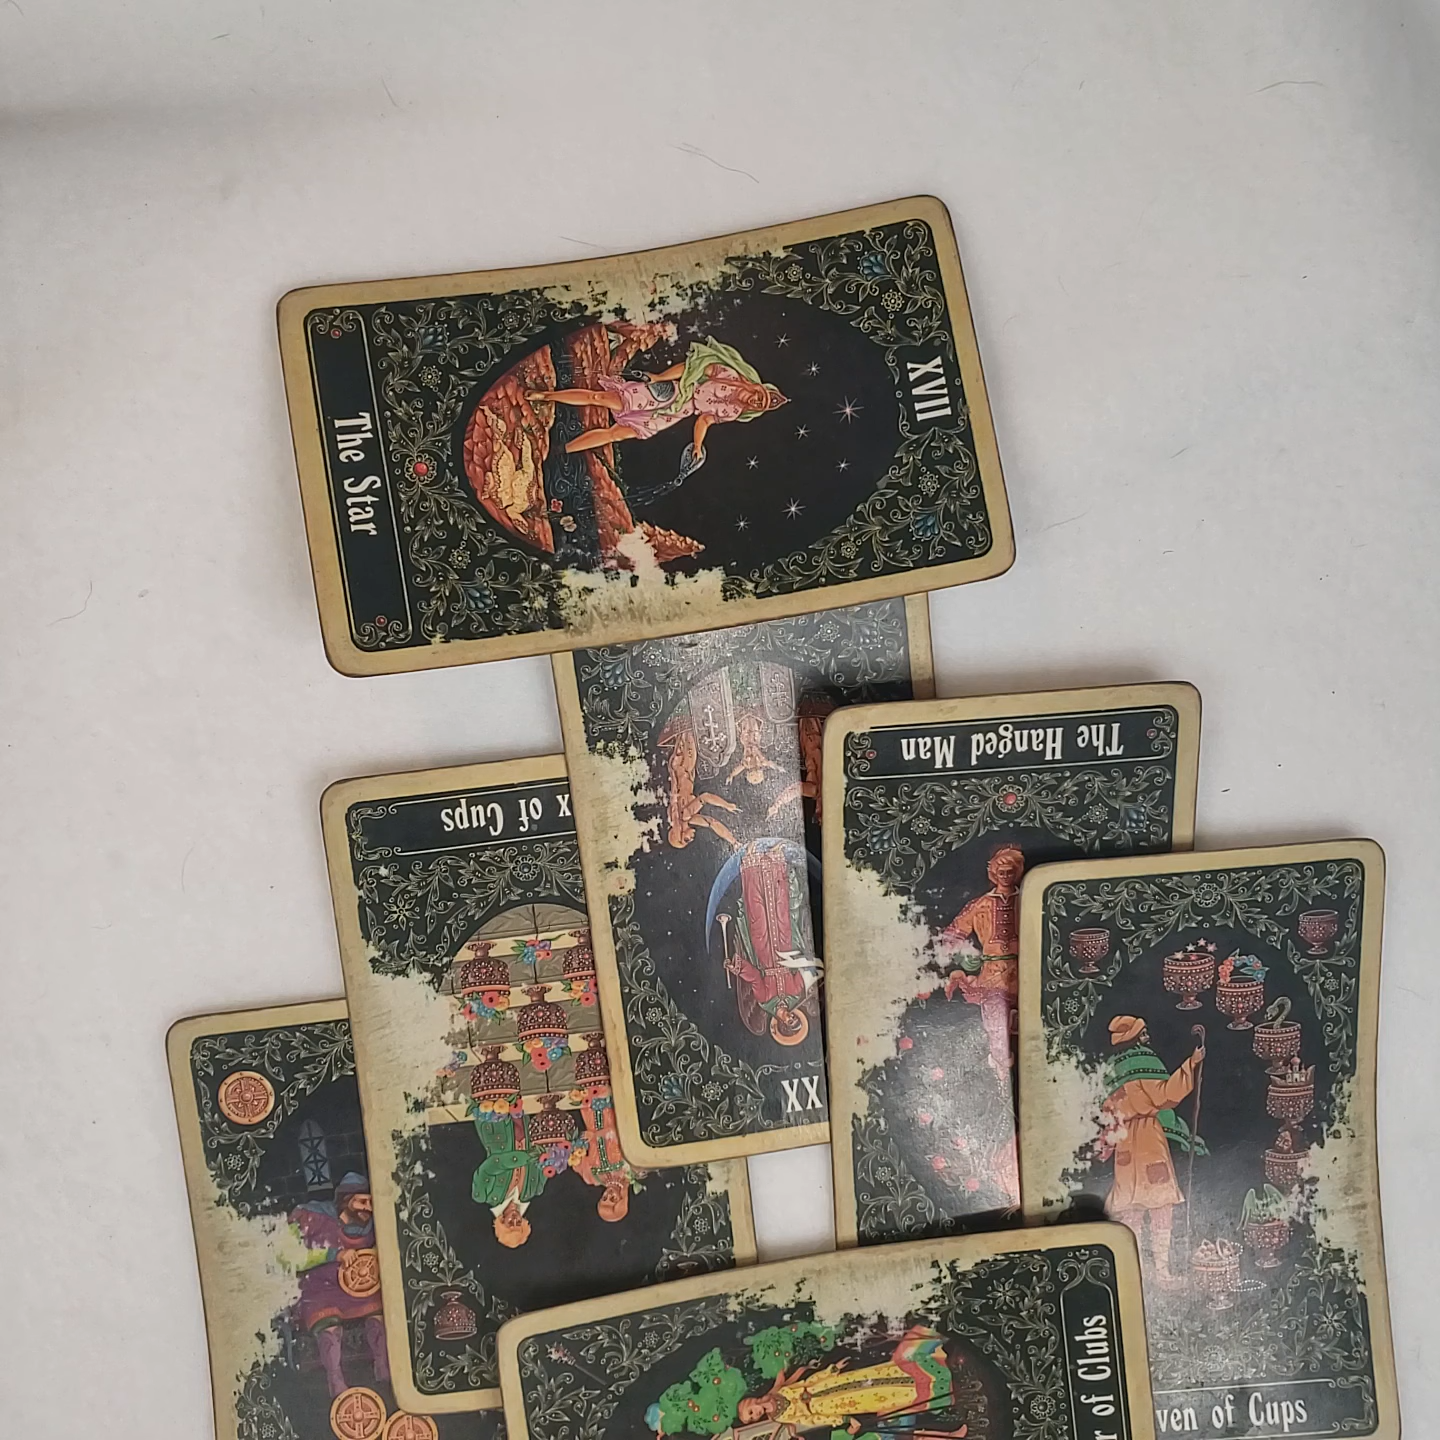 XVII
The Star
The Hanged Man
x of Cups
XX
ven of Cups
r of Clubs